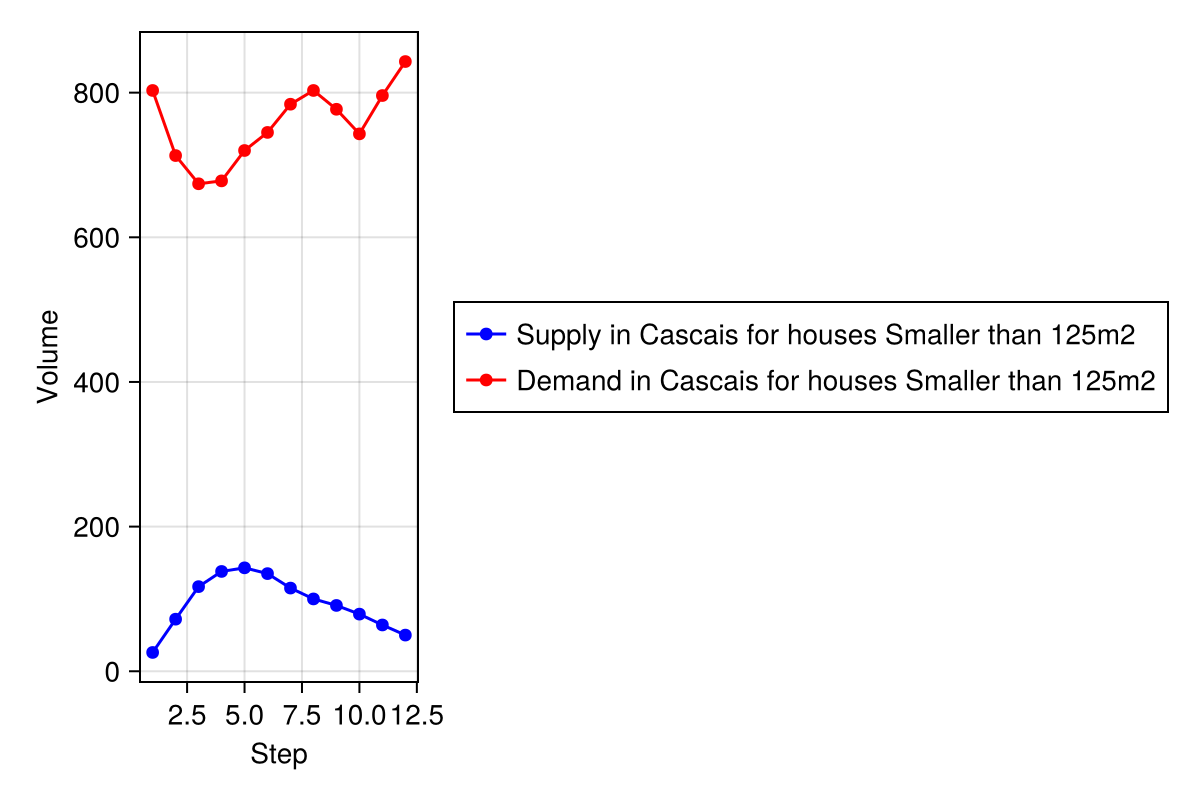 800
600
400
200
0
Volume
2.5 5.0 7.5 10.0 12.5
Step
Supply in Cascais for houses Smaller than 125m2
Demand in Cascais for houses Smaller than 125m2